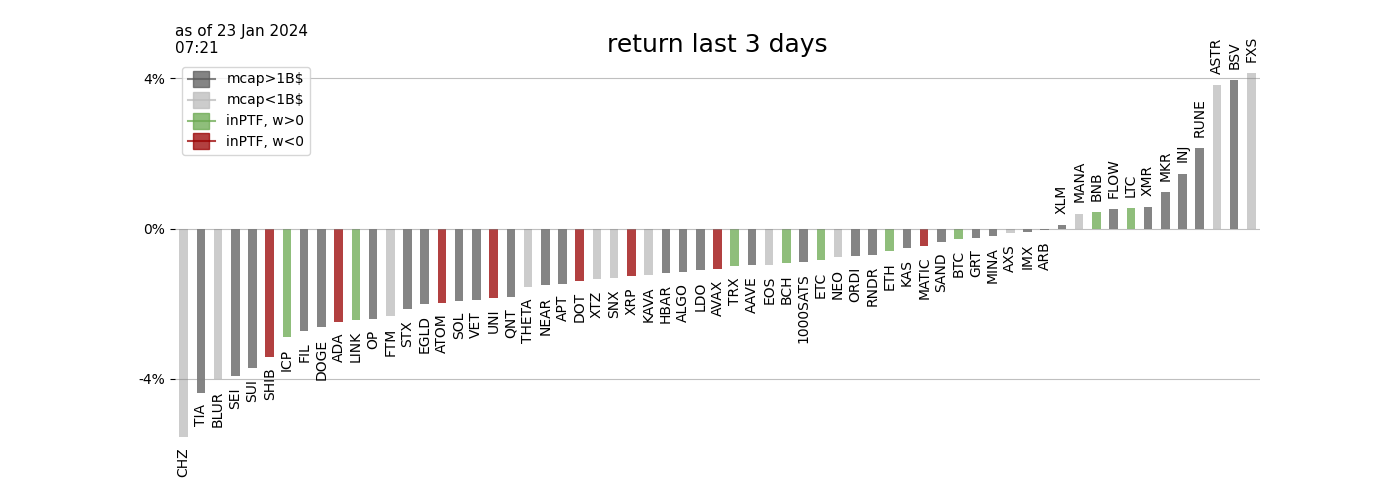 as of 23 Jan 2024
07:21
return last 3 days
mcap>1B$
mcap<1B$
inPTF, w>0
inPTF, w<0
4%
0%
-4%
CHZ
TIA
BLUR
SEI
SUI
SHIB
ICP
FIL
DOGE
ADA
LINK
OP
FTM
STX
EGLD
ATOM
SOL
VET
UNI
QNT
THETA
NEAR
APT
DOT
XTZ
SNX
XRP
KAVA
HBAR
ALGO
LDO
AVAX
TRX
AAVE
EOS
BCH
1000SATS
ETC
NEO
ORDI
RNDR
ETH
KAS
MATIC
SAND
BTC
GRT
MINA
AXS
IMX
ARB
XLM
MANA
BNB
FLOW
LTC
XMR
MKR
INJ
RUNE
ASTR
BSV
FXS